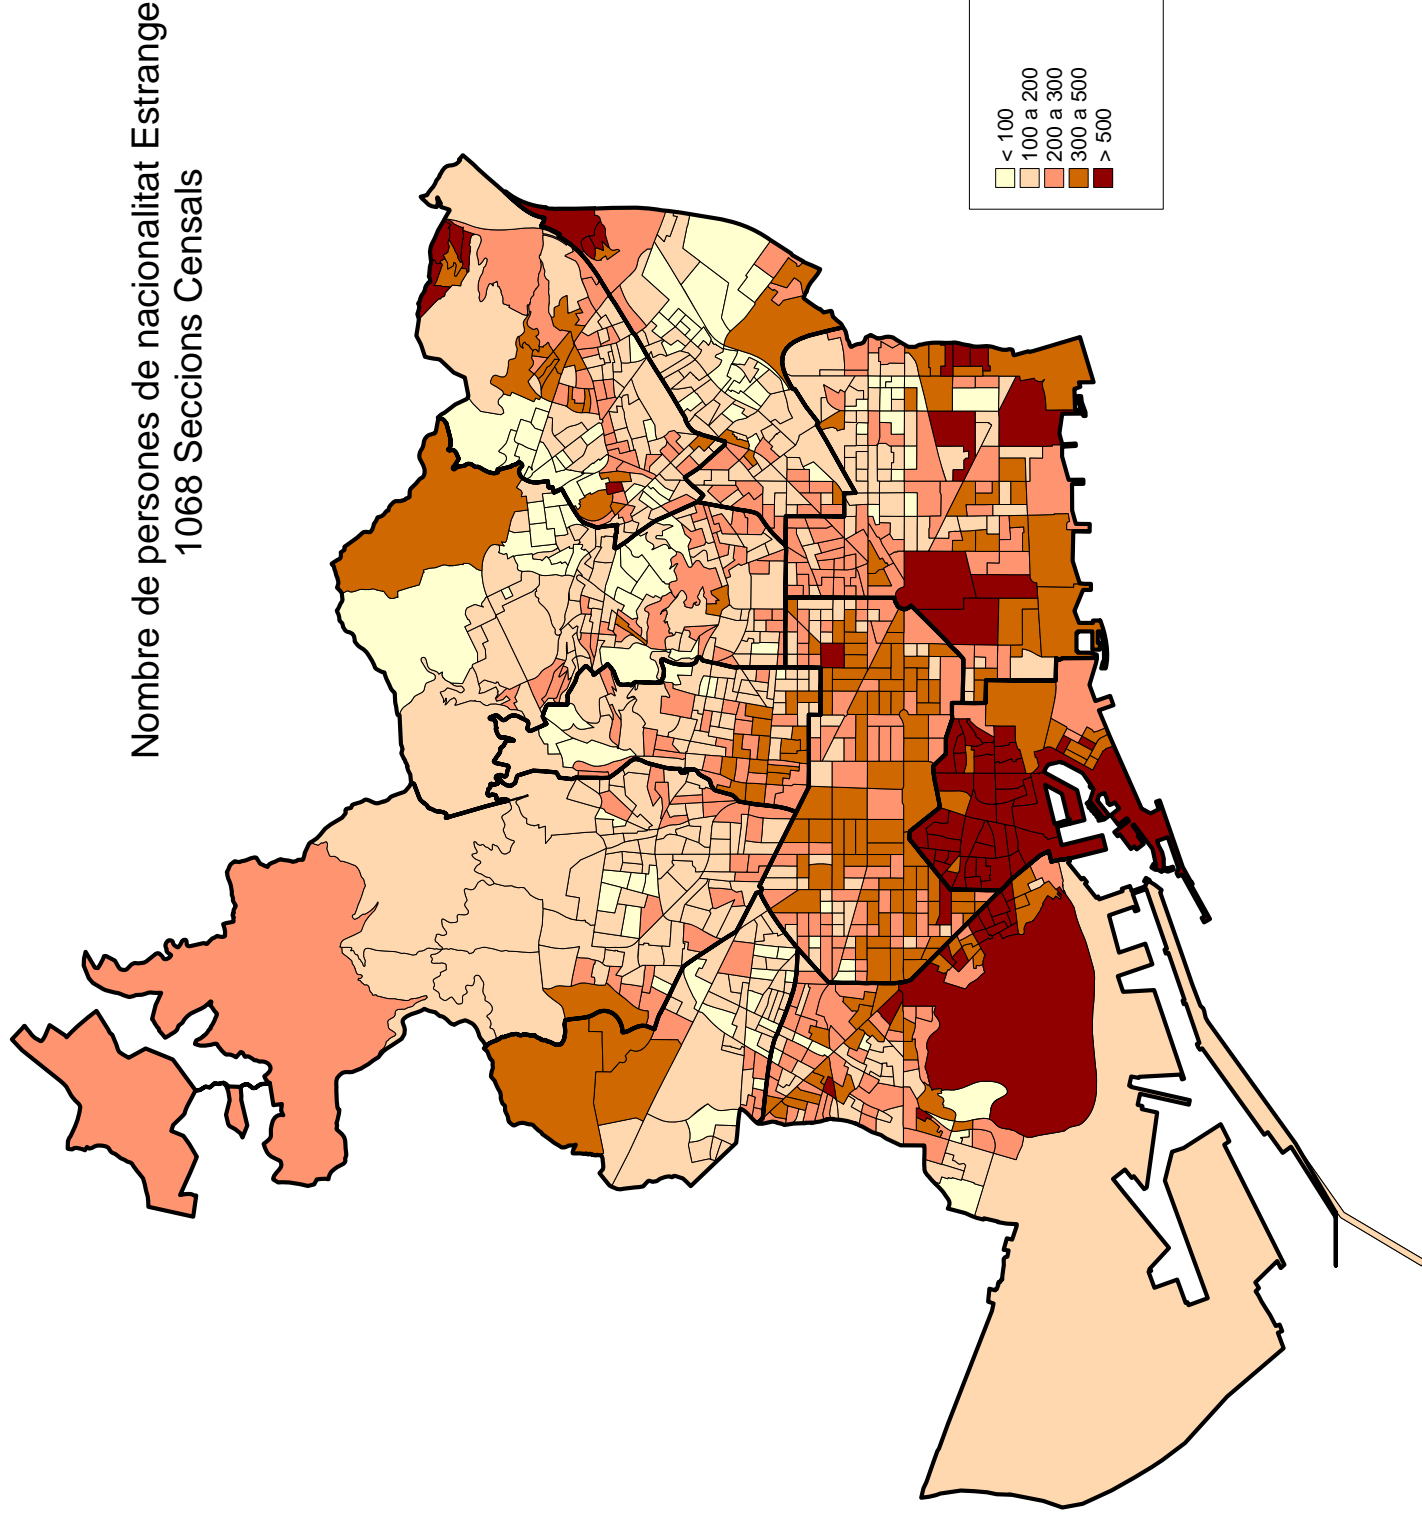 Nombre de persones de nacionalitat Estrange
1068 Seccions Censals
< 100
100 a 200
200 a 300
300 a 500
> 500